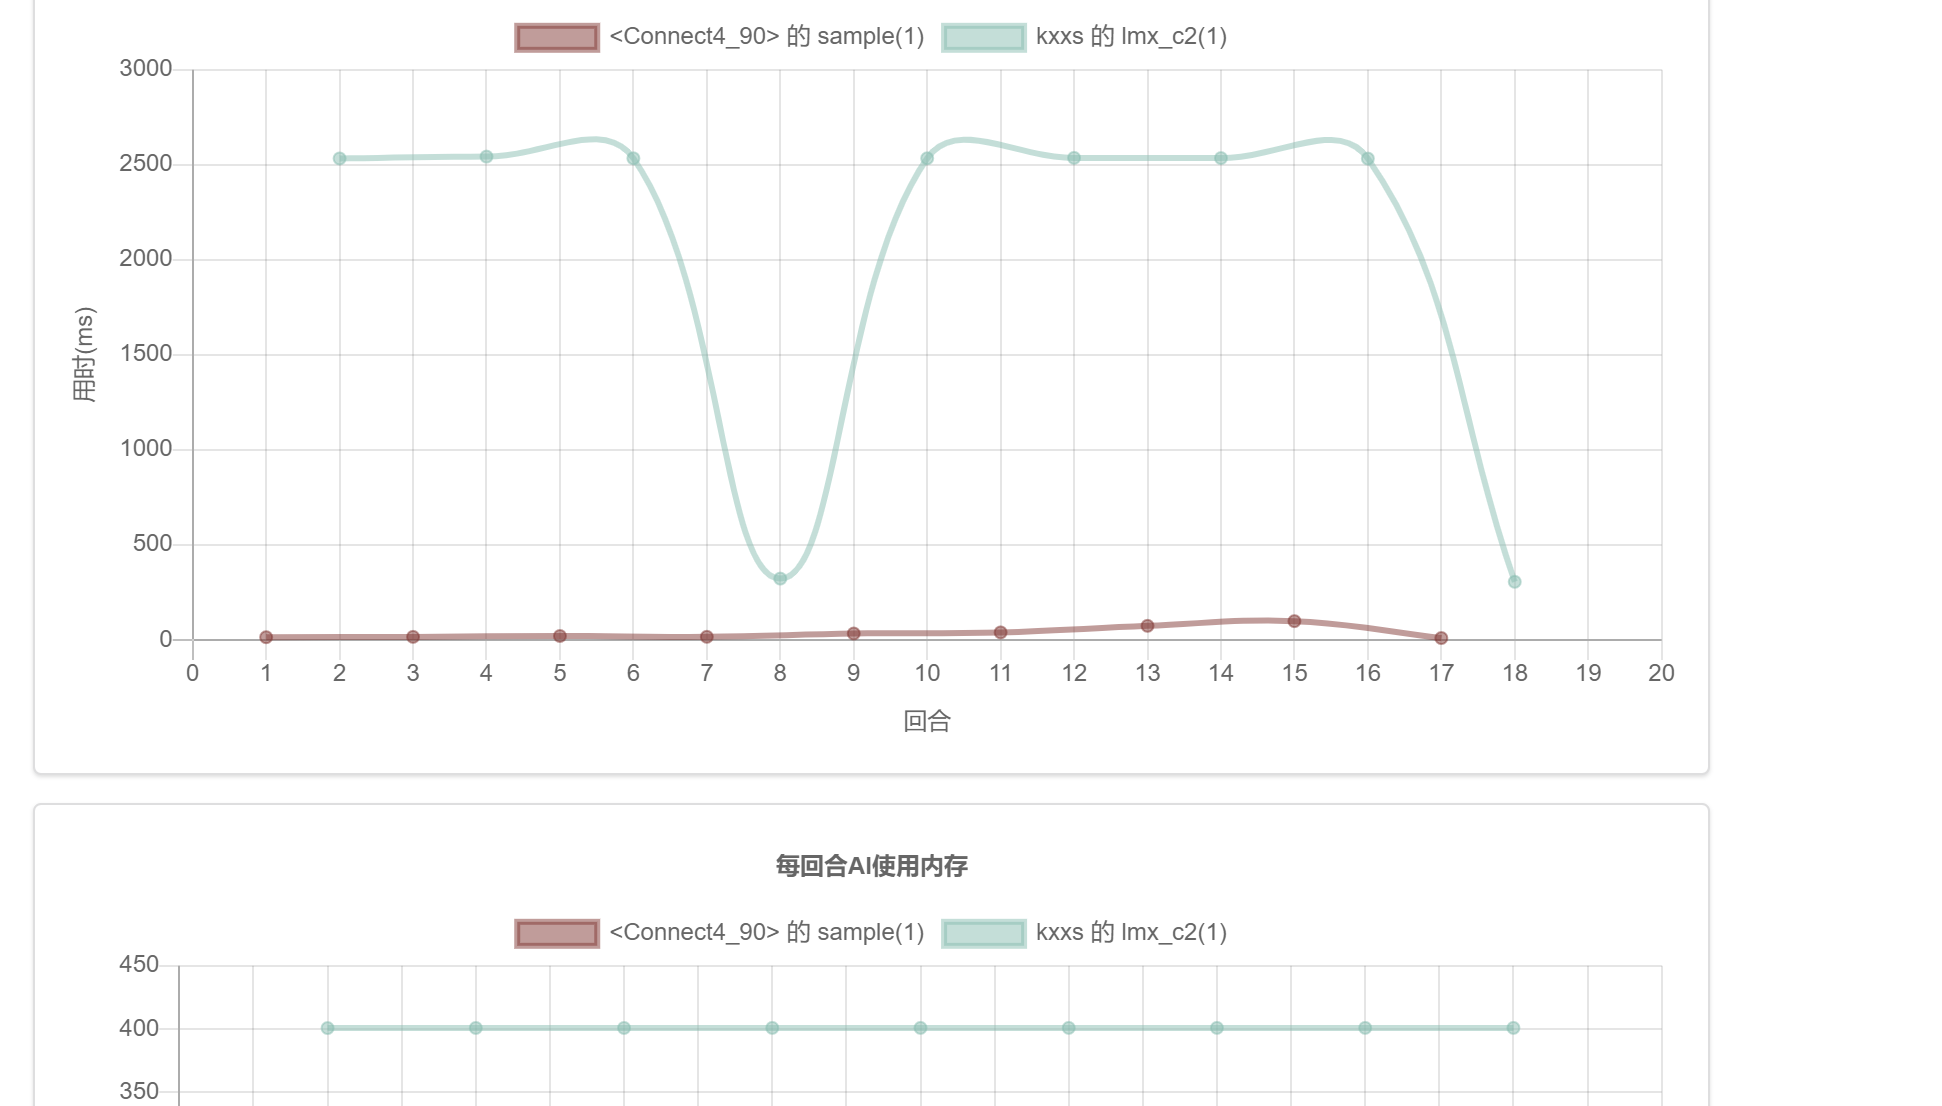 <Connect4_90> 的 sample(1) kxxs 的 lmx_c2(1)
3000
2500
2000
1500
1000
500
0
用时(ms)
0 1 2 3 4 5 6 7 8 9 10 11 12 13 14 15 16 17 18 19 20
回合
每回合AI使用内存
<Connect4_90> 的 sample(1) kxxs 的 lmx_c2(1)
450
400
350